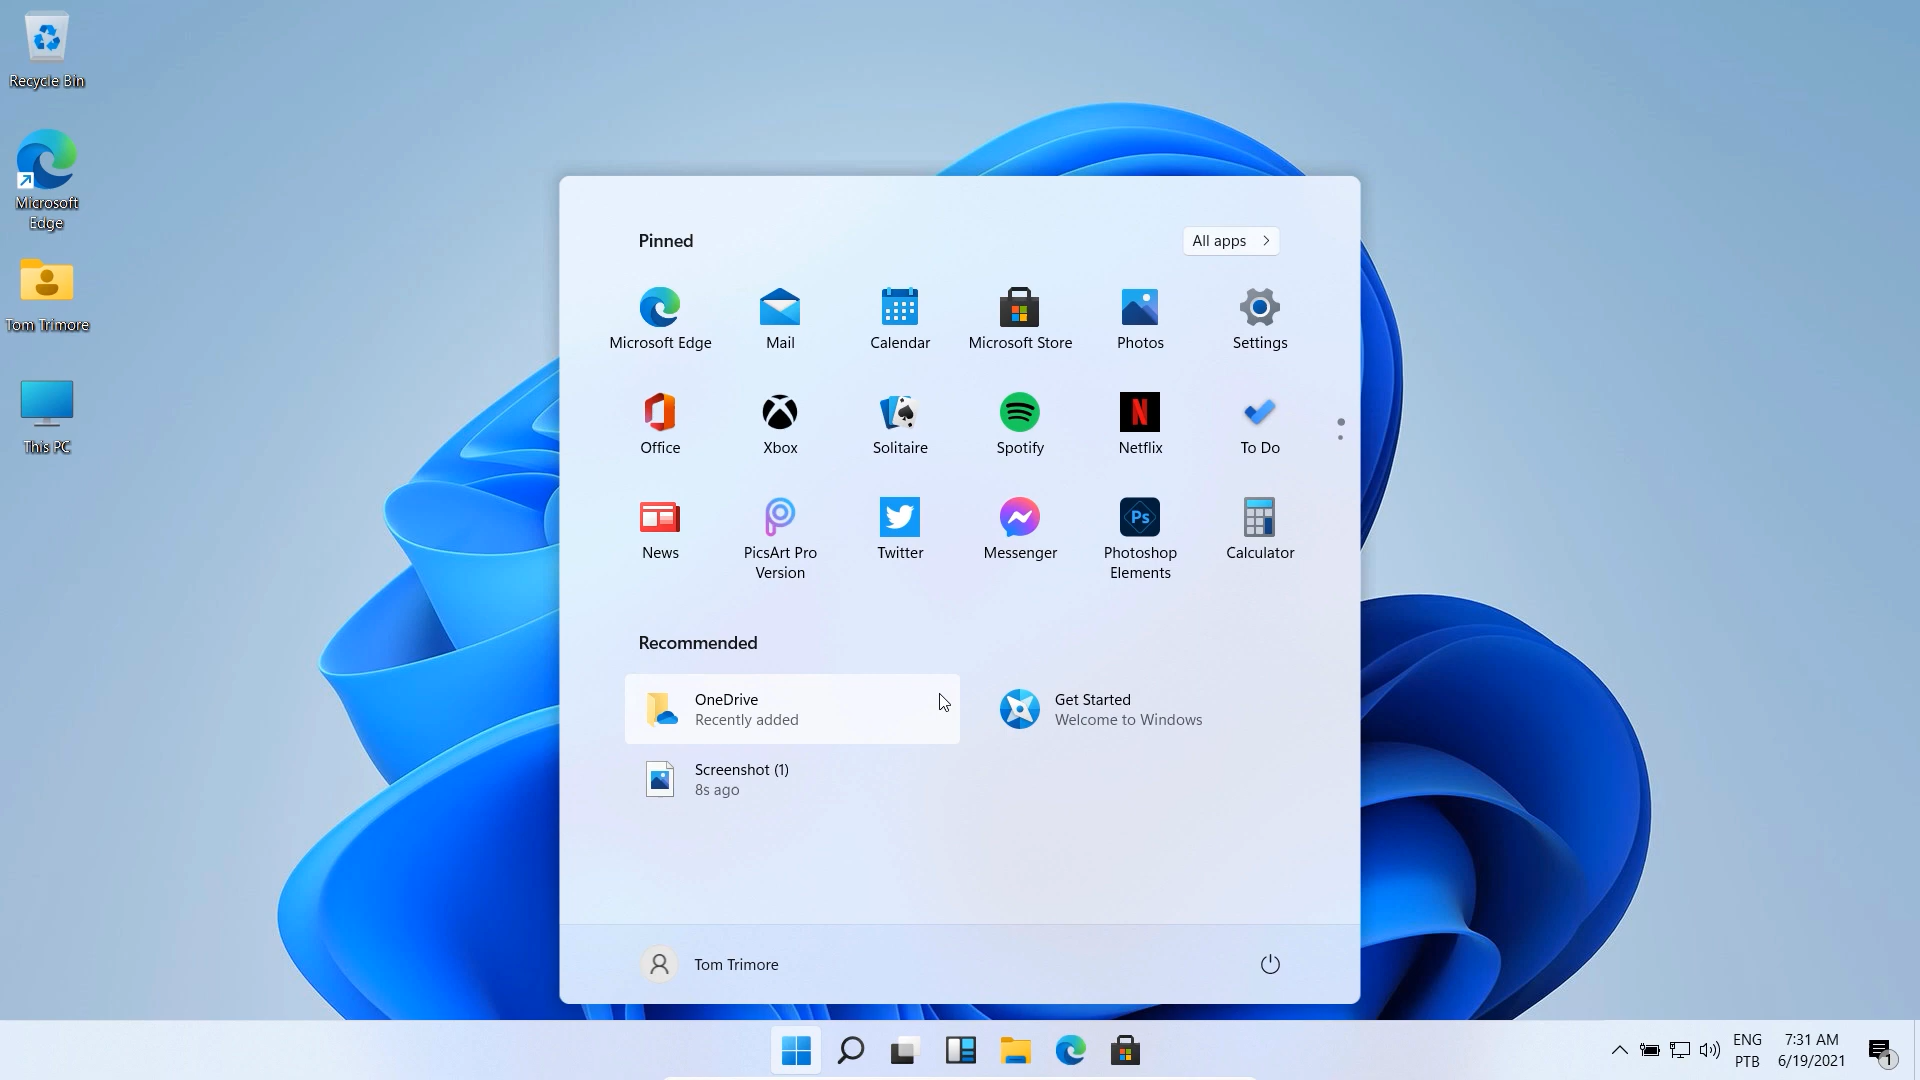 Recycle Bin
Microsoft
Edge
Tom Trimore
This PC
Pinned
All apps
Microsoft Edge
Mail
Calendar
Microsoft Store
Photos
Settings
Office
Xbox
Solitaire
Spotify
Netflix
To Do
N
News
PicsArt Pro
Version
Twitter
Messenger
Ps
Photoshop
Elements
Calculator
Recommended
OneDrive
Recently added
Get Started
Welcome to Windows
Screenshot (1)
8s ago
Tom Trimore
ENG
PTB
7:31 AM
6/19/2021
1